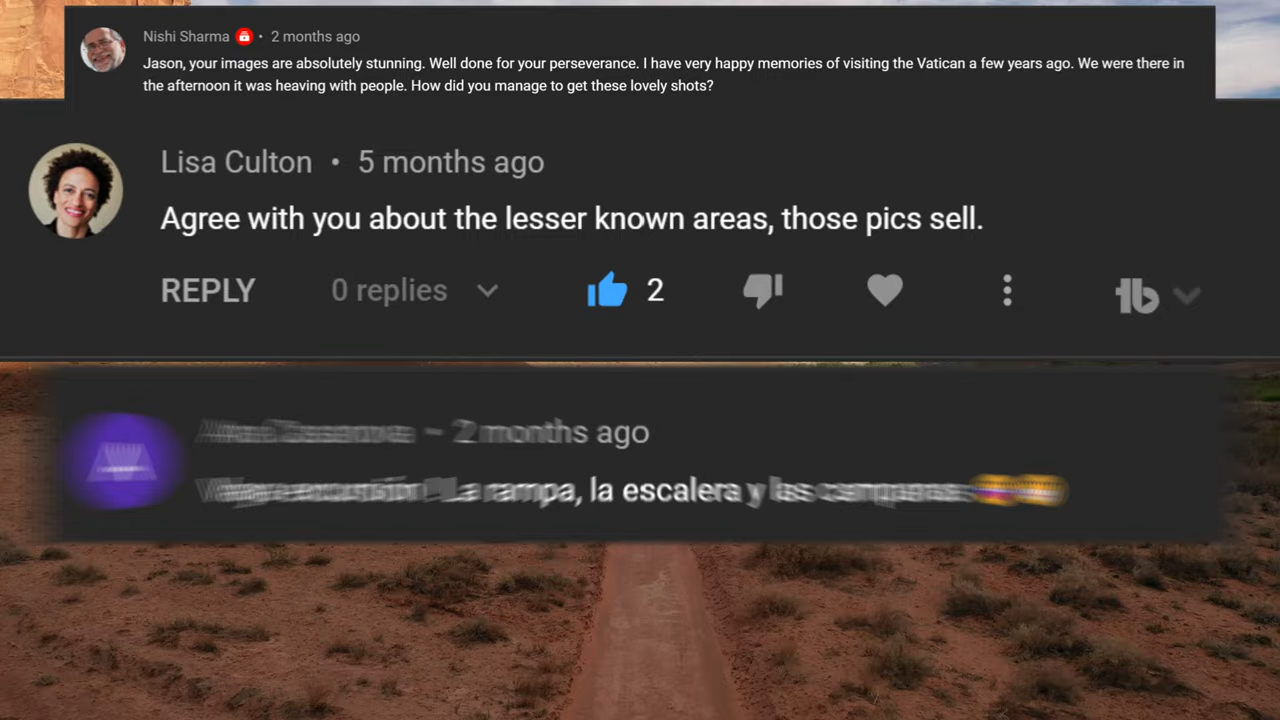 Nishi Sharma • 2 months ago
Jason, your images are absolutely stunning. Well done for your perseverance. I have very happy memories of visiting the Vatican a few years ago. We were there in
the afternoon it was heaving with people. How did you manage to get these lovely shots?
Lisa Culton • 5 months ago
Agree with you about the lesser known areas, those pics sell.
REPLY 0 replies 2
2 months ago
"La rampa, la escalera y las campanas